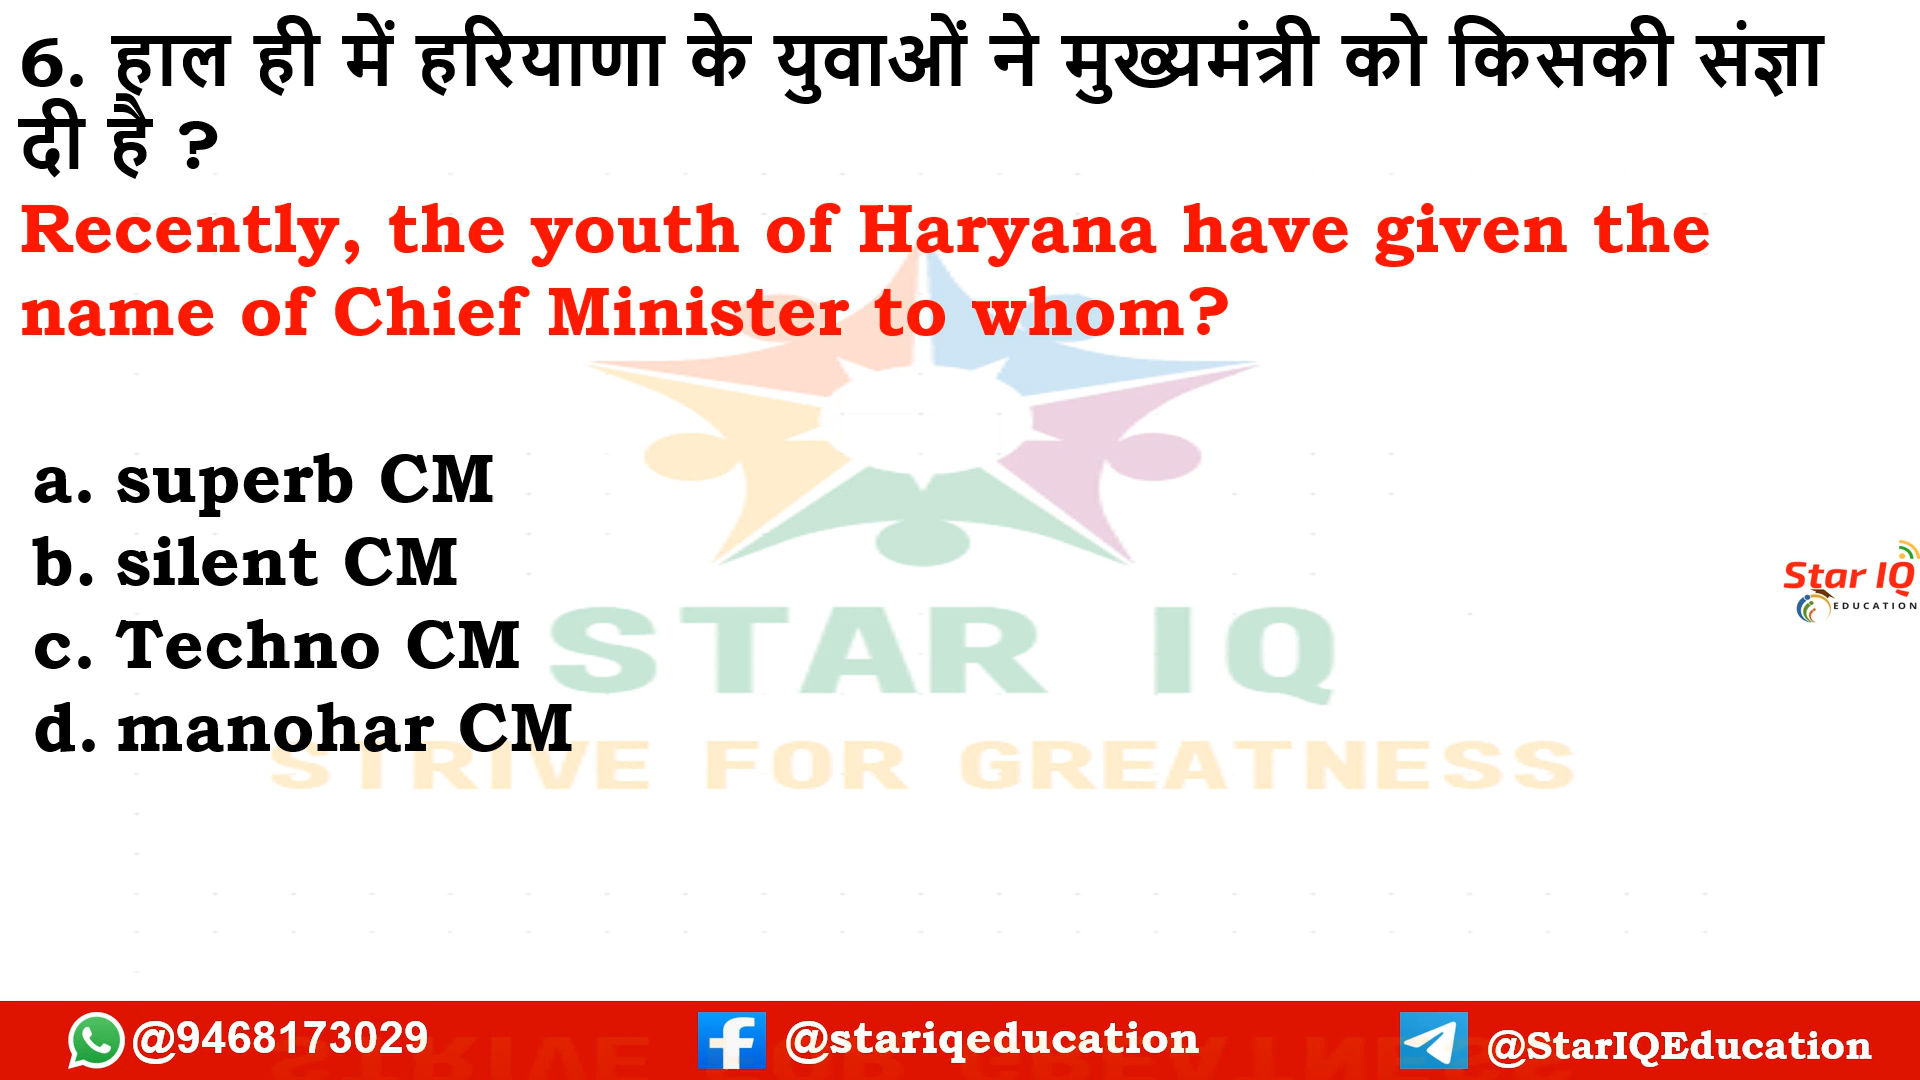 6. हाल ही में हरियाणा के युवाओं ने मुख्यमंत्री को किसकी संज्ञा
दी है ?
Recently, the youth of Haryana have given the
name of Chief Minister to whom?
a. superb CM
b. silent CM
c. Techno CM
d. manohar CM
STAR IQ
STRIVE FOR GREATNESS
Star IQ
EDUCATION
@9468173029
@stariqeducation
@StarIQEducation